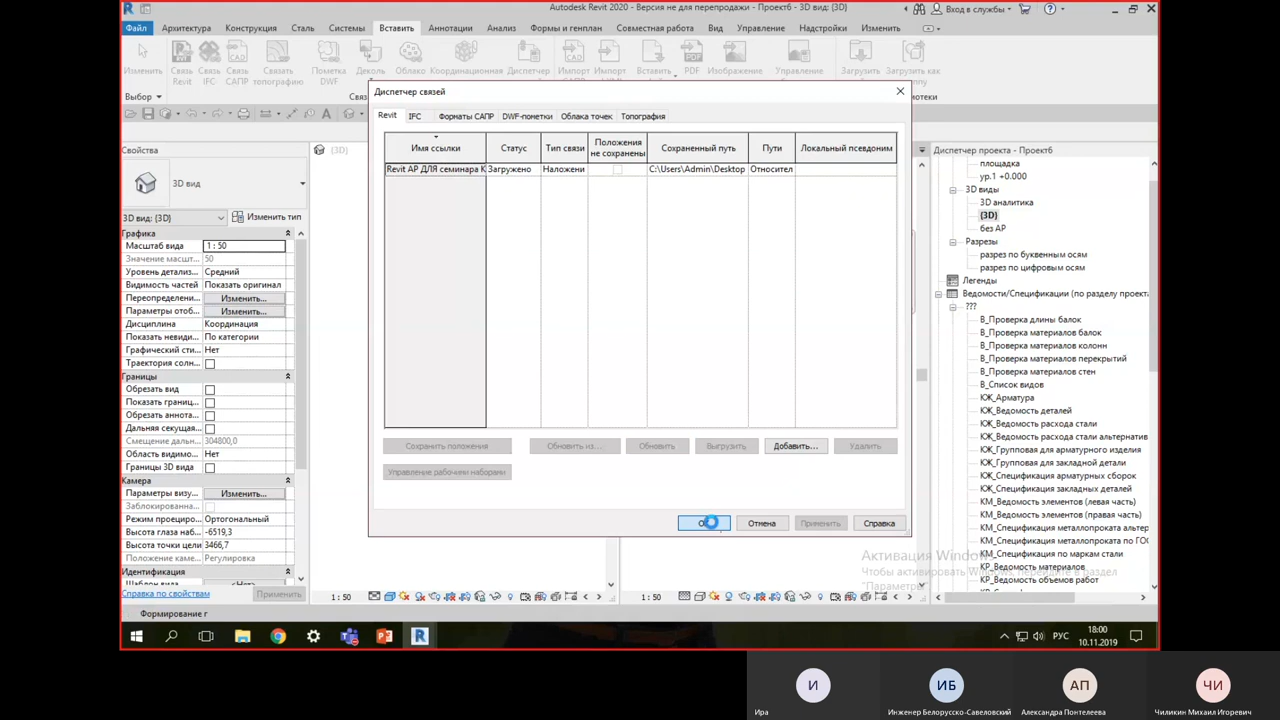 Autodesk Revit 2020 - Версия не для перепродажи - Проект6 - 3D вид: {3D}
Вход в службы
Файл Архитектура Конструкция Сталь Системы Вставить Аннотации Анализ Формы и генплан Совместная работа Вид Управление Надстройки Изменить
Изменить
Связь Revit
Связь IFC
Связь САПР
Связать топографию
Пометка DWF
Деколь
Облако
Координационная
Диспетчер
Импорт
Импорт
Вставить
PDF
Изображение
Управление
Загрузить
Загрузить как
Выбор
Диспетчер связей
Revit IFC Форматы САПР DWF-пометки Облака точек Топография
Имя ссылки Статус Тип связи Положения не сохранены Сохраненный путь Пути Локальный псевдоним
Revit АР ДЛЯ семинара К Загружено Наложени C:\Users\Admin\Desktop Относител
Сохранить положения Обновить из... Обновить Выгрузить Добавить... Удалить
Управление рабочими наборами
Отмена Применить Справка
Свойства
3D вид
3D вид: {3D} Изменить тип
Графика
Масштаб вида 1 : 50
Значение масшт... 50
Уровень детализ... Средний
Видимость частей Показать оригинал
Переопределени... Изменить...
Параметры отоб... Изменить...
Дисциплина Координация
Показать невиди... По категории
Графический сти... Нет
Траектория солн...
Границы
Обрезать вид
Показать границ...
Обрезать аннота...
Дальняя секущая...
Смещение дальн... 304800,0
Область видимо... Нет
Границы 3D вида
Камера
Параметры визу... Изменить...
Заблокированна...
Режим проециро... Ортогональный
Высота глаза наб... -6519,3
Высота точки цели 3466,7
Положение каме... Регулировка
Идентификация
Шаблон вида <Нет>
Справка по свойствам Применить
{3D}
1 : 50
1 : 50
Диспетчер проекта - Проект6
площадка
ур.1 +0.000
3D виды
3D аналитика
{3D}
без АР
Разрезы
разрез по буквенным осям
разрез по цифровым осям
Легенды
Ведомости/Спецификации (по разделу проекта
???
В_Проверка длины балок
В_Проверка материалов балок
В_Проверка материалов колонн
В_Проверка материалов перекрытий
В_Проверка материалов стен
В_Список видов
КЖ_Арматура
КЖ_Ведомость деталей
КЖ_Ведомость расхода стали
КЖ_Ведомость расхода стали альтернатив
КЖ_Групповая для арматурного изделия
КЖ_Групповая для закладной детали
КЖ_Спецификация арматурных сборок
КЖ_Спецификация закладных деталей
КМ_Ведомость элементов (левая часть)
КМ_Ведомость элементов (правая часть)
КМ_Спецификация металлопроката альтер
КМ_Спецификация металлопроката по ГО
КМ_Спецификация по маркам стали
КР_Ведомость материалов
КР_Ведомость объемов работ
Активация Windows
Чтобы активировать Windows, перейдите в раздел
"Параметры
Формирование г
РУС
18:00
10.11.2019
И
ИБ
АП
ЧИ
Ира
Инженер Белорусско-Савеловский
Александра Понтелеева
Чиликин Михаил Игоревич